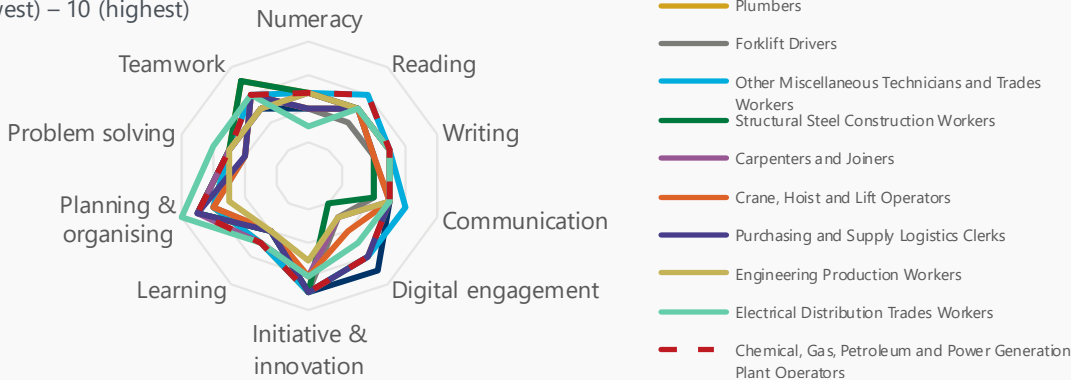 west) – 10 (highest)
Numeracy
Teamwork
Reading
Problem solving
Writing
Planning &
organising
Communication
Learning
Digital engagement
Initiative &
innovation
Plumbers
Forklift Drivers
Other Miscellaneous Technicians and Trades
Workers
Structural Steel Construction Workers
Carpenters and Joiners
Crane, Hoist and Lift Operators
Purchasing and Supply Logistics Clerks
Engineering Production Workers
Electrical Distribution Trades Workers
Chemical, Gas, Petroleum and Power Generation
Plant Operators